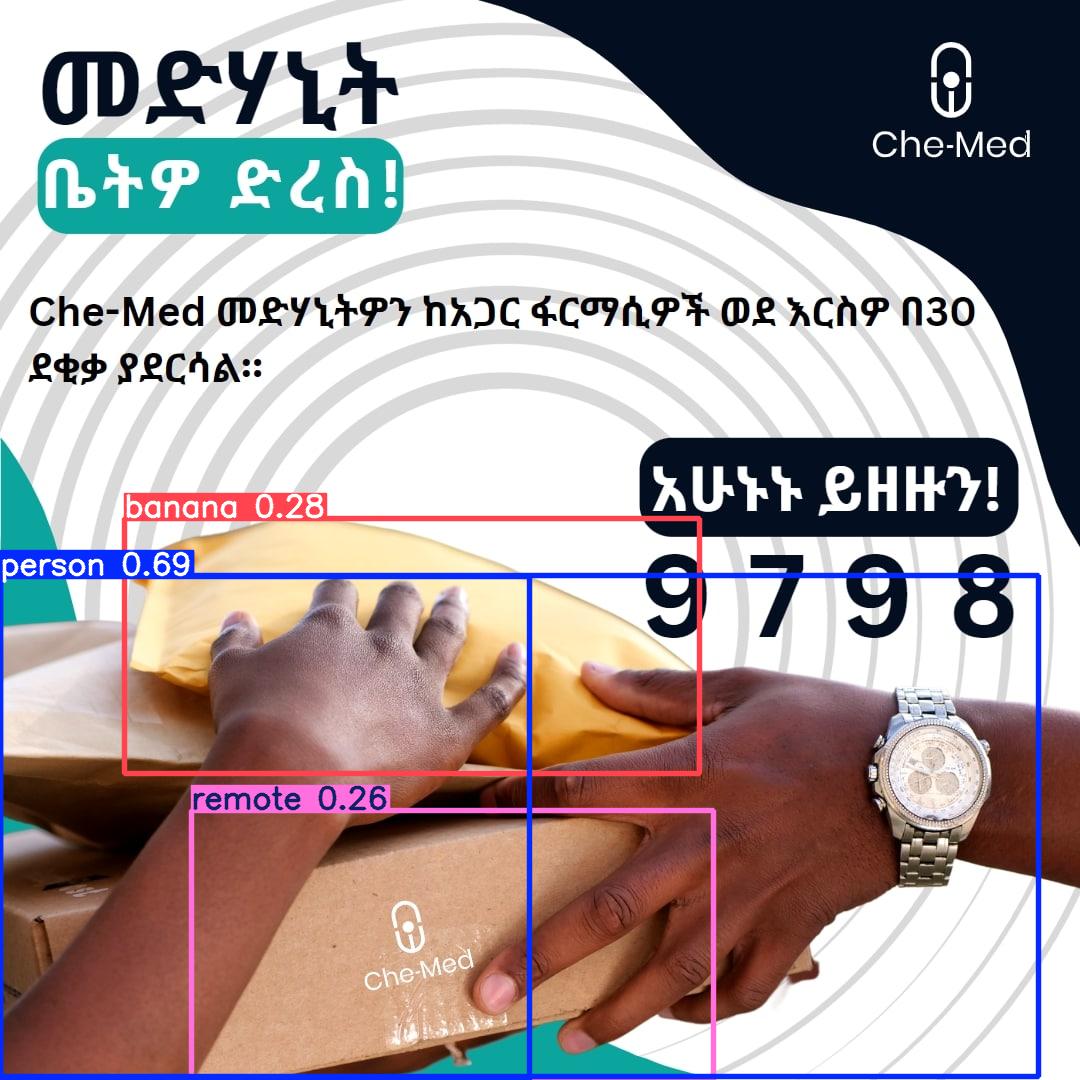 መድሃኒት
ቤትዎ ድረስ!
Che-Med
Che-Med መድሃኒትዎን ከአጋር ፋርማሲዎች ወደ እርስዎ በ30
ደቂቃ ያደርሳል።
አሁኑኑ ይዘዙን!
9798
banana 0.28
person 0.69
remote 0.26
Che-Med